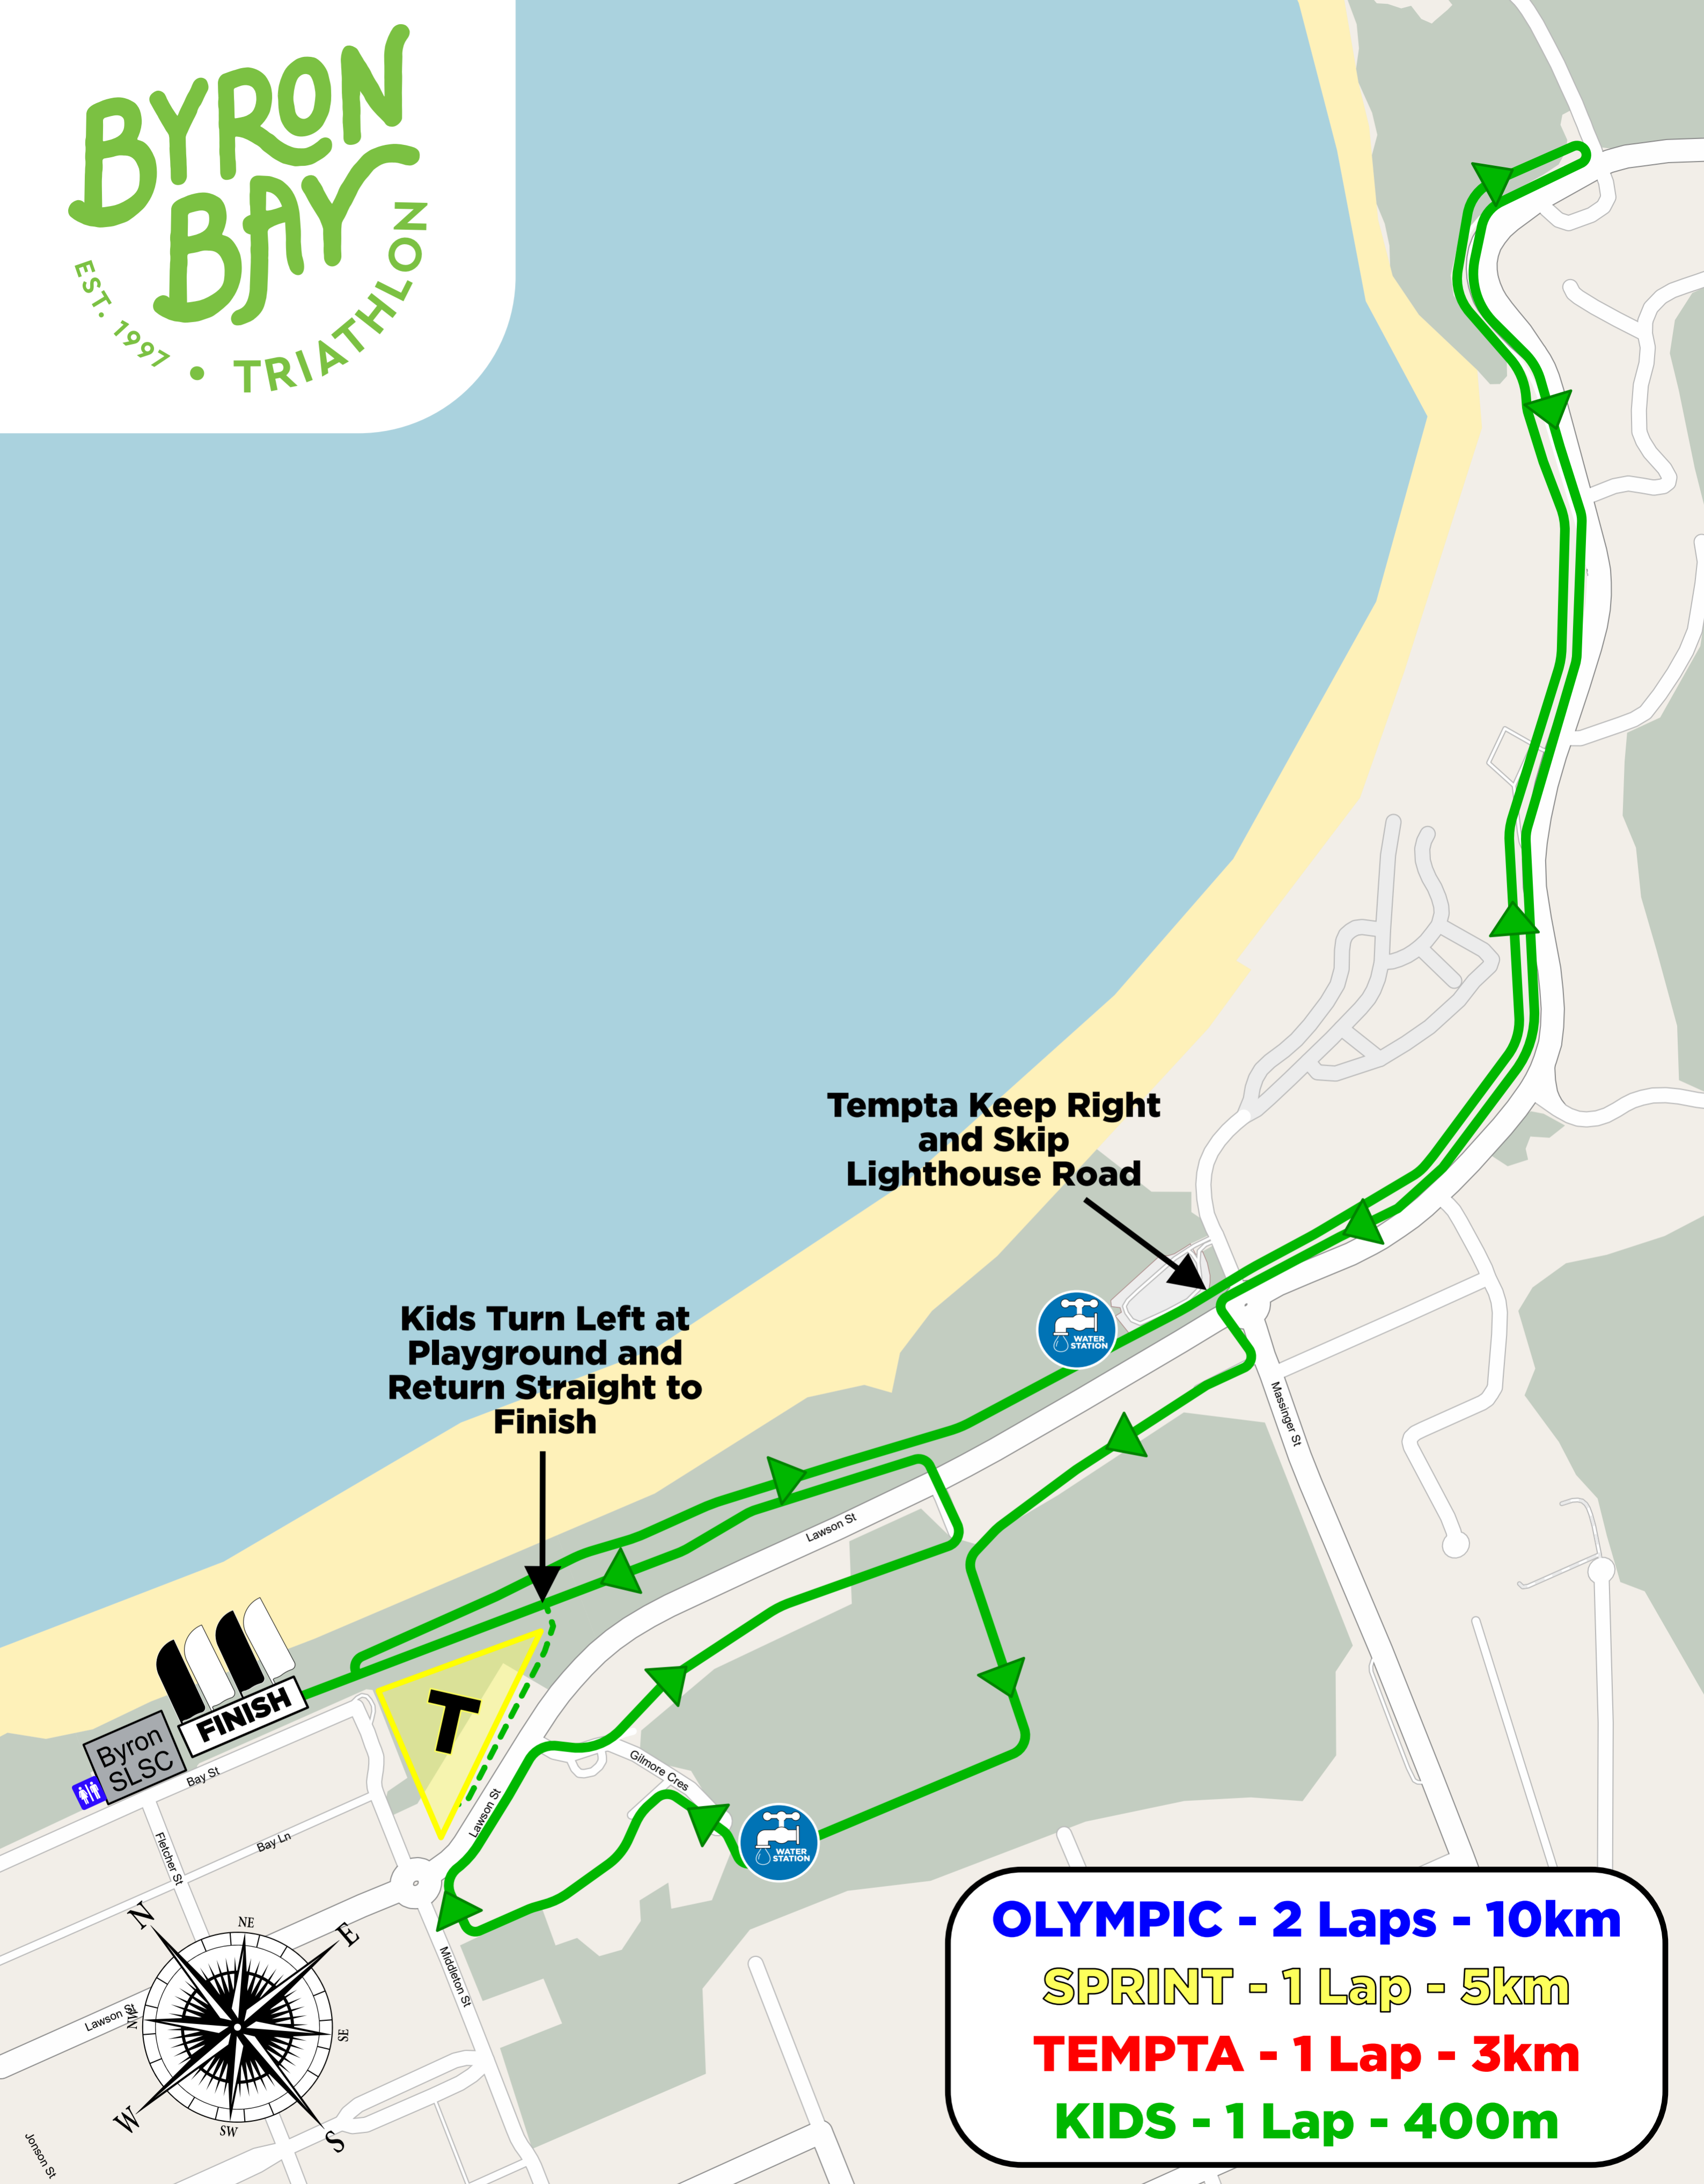 BYRON
BAY
EST. 1997 • TRIATHLON
Tempta Keep Right
and Skip
Lighthouse Road
WATER
STATION
Kids Turn Left at
Playground and
Return Straight to
Finish
Massinger St
Lawson St
FINISH
T
Byron
SLSC
Bay St
Gilmore Cres
Lawson St
WATER
STATION
Bay Ln
Fletcher St
Middleton St
N
NE
E
SE
S
SW
W
NW
Lawson St
Jonson St
OLYMPIC - 2 Laps - 10km
SPRINT - 1 Lap - 5km
TEMPTA - 1 Lap - 3km
KIDS - 1 Lap - 400m